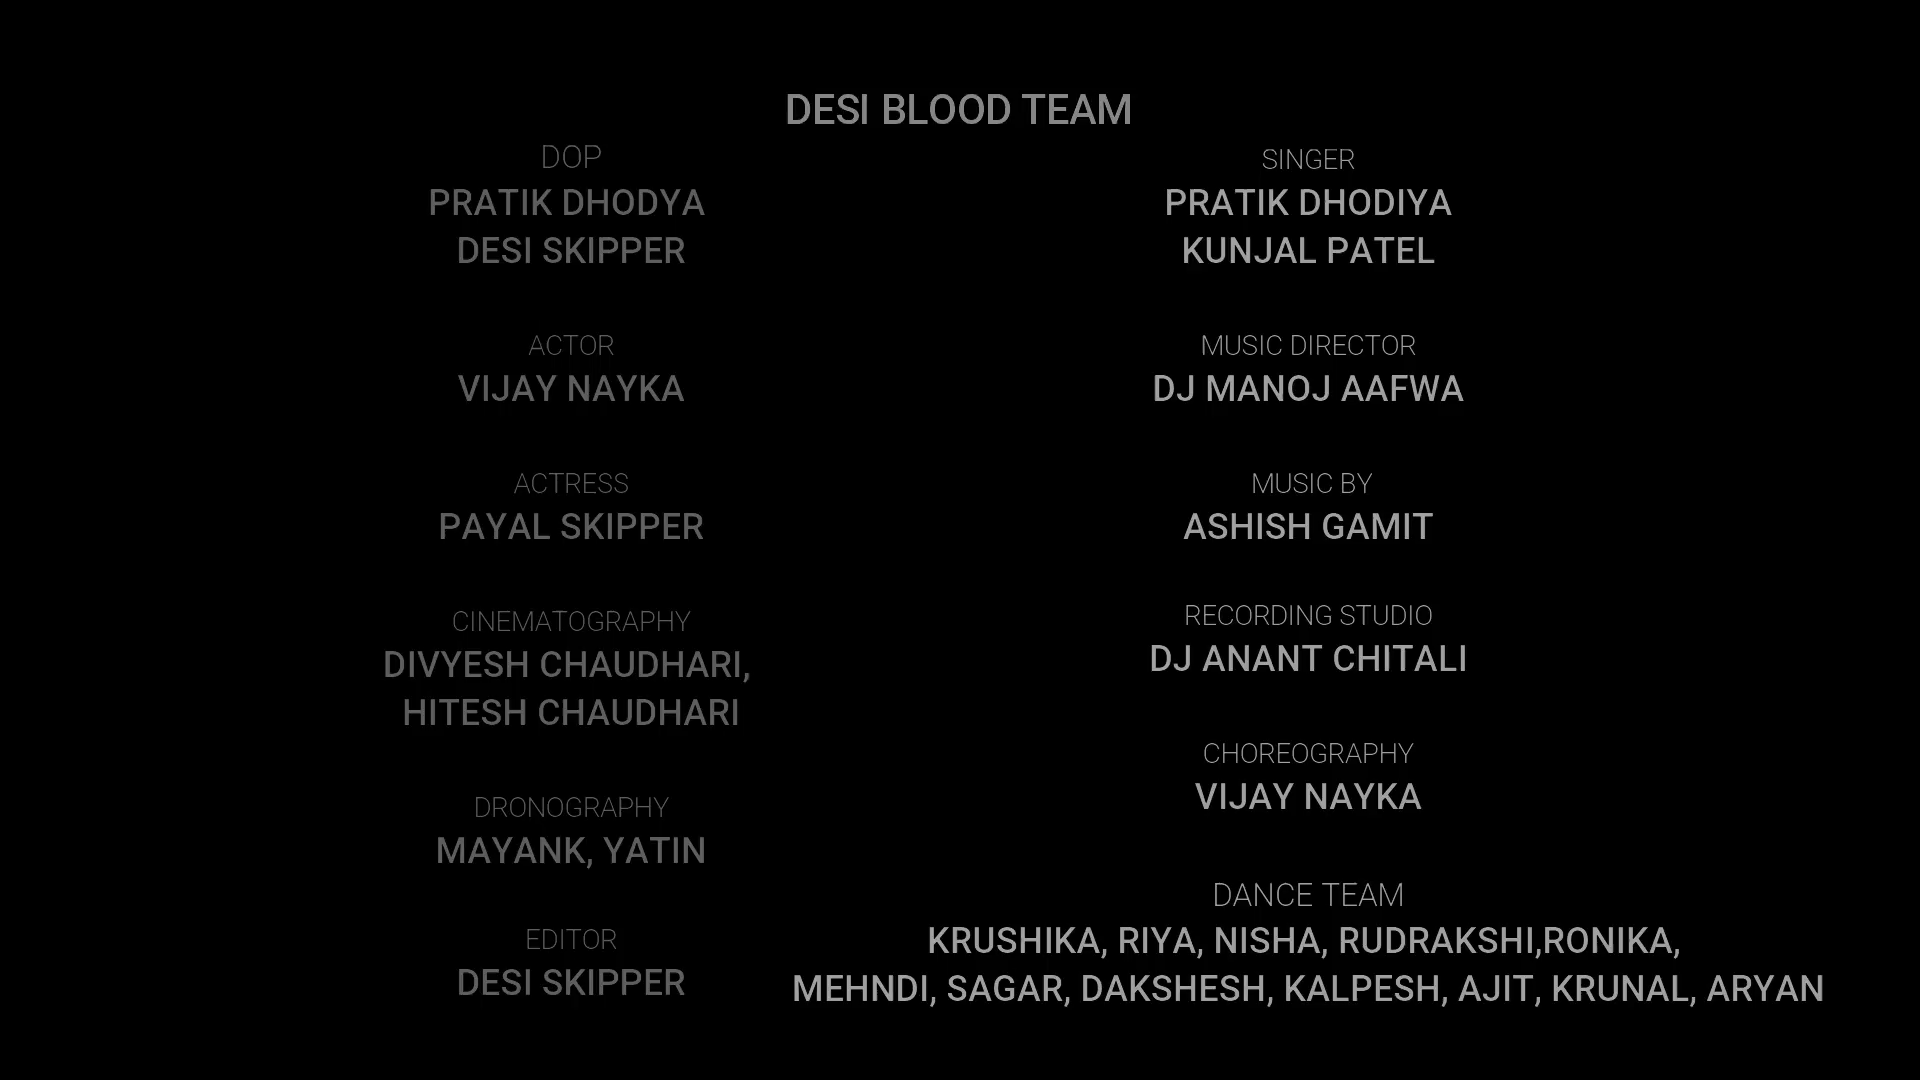 DESI BLOOD TEAM
DOP
PRATIK DHODYA
DESI SKIPPER
ACTOR
VIJAY NAYKA
ACTRESS
PAYAL SKIPPER
CINEMATOGRAPHY
DIVYESH CHAUDHARI,
HITESH CHAUDHARI
DRONOGRAPHY
MAYANK, YATIN
EDITOR
DESI SKIPPER
SINGER
PRATIK DHODIYA
KUNJAL PATEL
MUSIC DIRECTOR
DJ MANOJ AAFWA
MUSIC BY
ASHISH GAMIT
RECORDING STUDIO
DJ ANANT CHITALI
CHOREOGRAPHY
VIJAY NAYKA
DANCE TEAM
KRUSHIKA, RIYA, NISHA, RUDRAKSHI,RONIKA,
MEHNDI, SAGAR, DAKSHESH, KALPESH, AJIT, KRUNAL, ARYAN